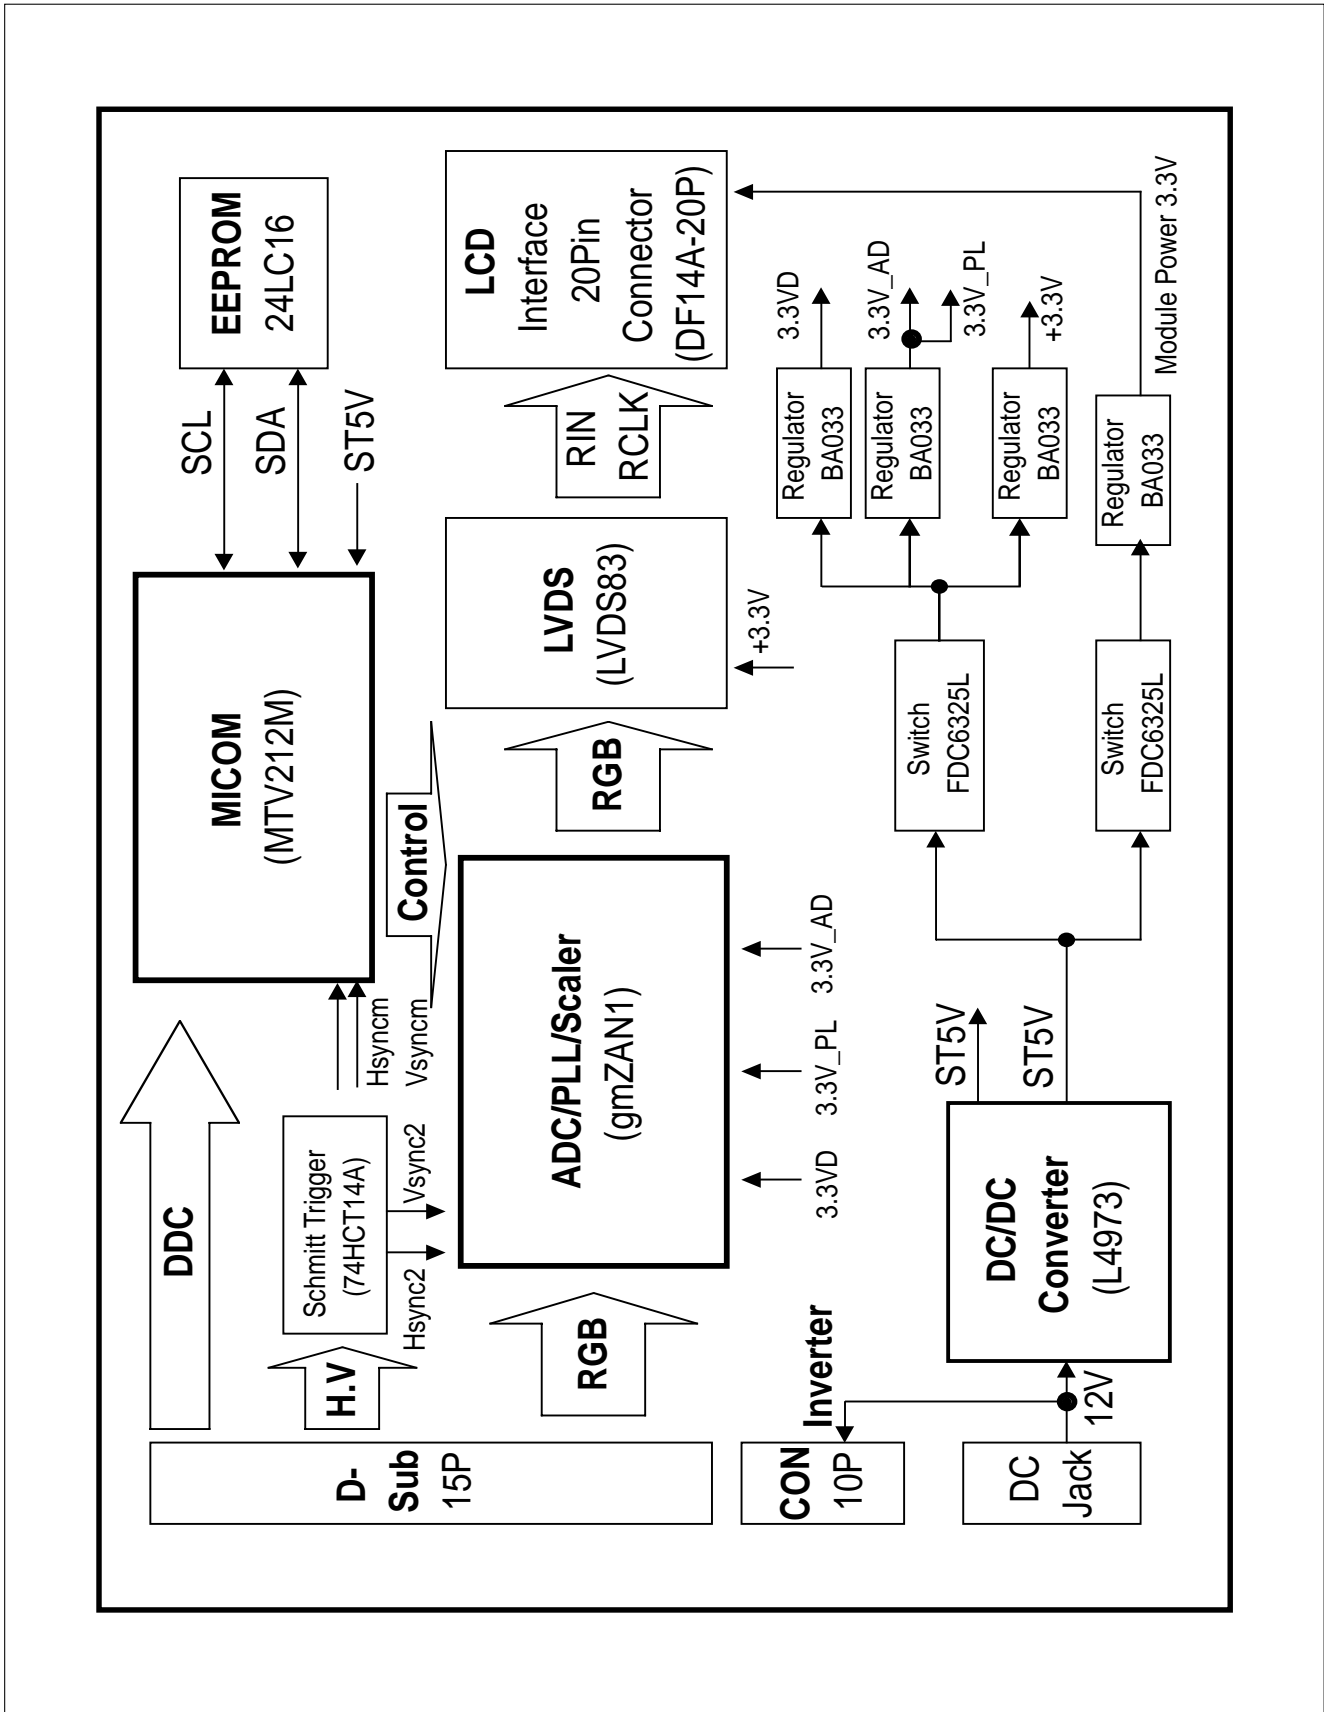 DDC
MICOM
(MTV212M)
SCL
SDA
ST5V
EEPROM
24LC16
D-
Sub
15P
H.V
Schmitt Trigger
(74HCT14A)
Hsyncm
Vsyncm
Hsync2
Vsync2
Control
RGB
ADC/PLL/Scaler
(gmZAN1)
RGB
LVDS
(LVDS83)
RIN
RCLK
LCD
Interface
20Pin
Connector
(DF14A-20P)
3.3VD
3.3V_PL
3.3V_AD
+3.3V
CON
10P
Inverter
DC
Jack
12V
DC/DC
Converter
(L4973)
ST5V
ST5V
Switch
FDC6325L
Switch
FDC6325L
Regulator
BA033
3.3VD
Regulator
BA033
3.3V_AD
3.3V_PL
Regulator
BA033
+3.3V
Regulator
BA033
Module Power 3.3V